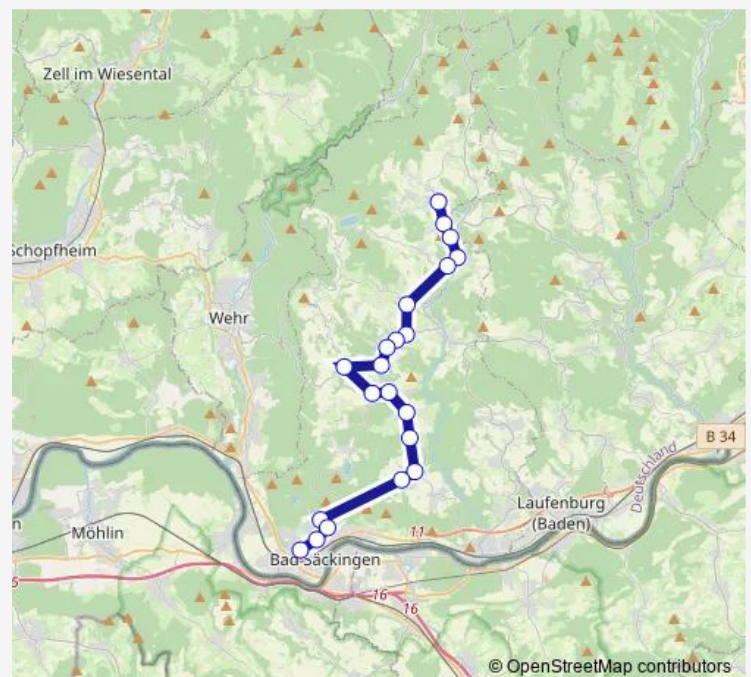 Zell im Wiesental
Schopfheim
Wehr
B 34
Deutschland
Laufenburg
(Baden)
Möhlin
11
Bad Säckingen
16
16
© OpenStreetMap contributors